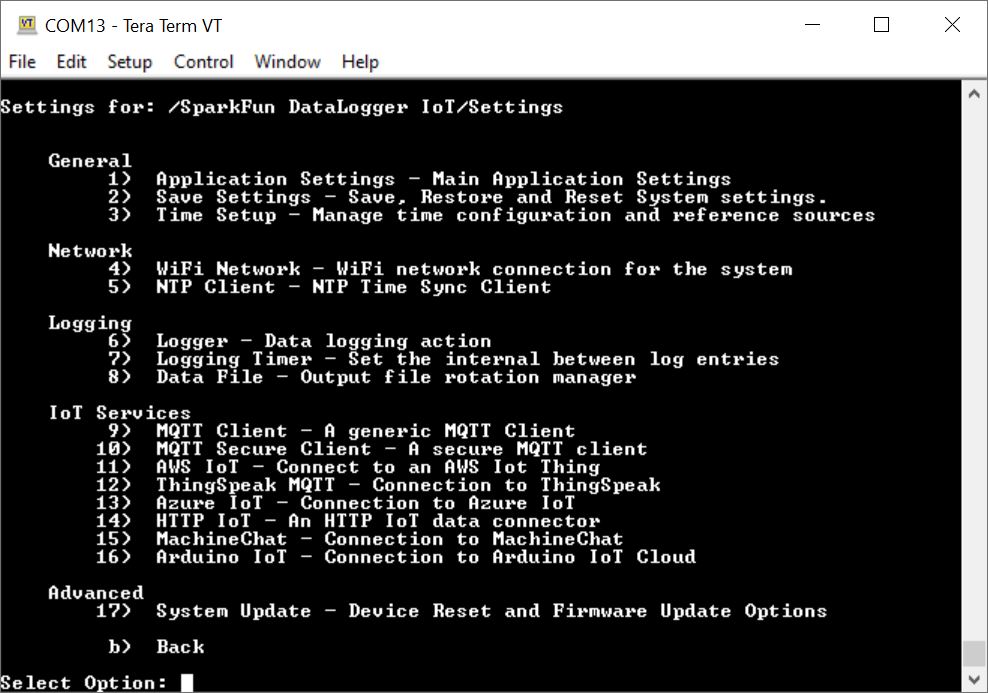 COM13 - Tera Term VT
File Edit Setup Control Window Help
Settings for: /SparkFun DataLogger IoT/Settings
General
1) Application Settings - Main Application Settings
2) Save Settings - Save, Restore and Reset System settings.
3) Time Setup - Manage time configuration and reference sources
Network
4) WiFi Network - WiFi network connection for the system
5) NTP Client - NTP Time Sync Client
Logging
6) Logger - Data logging action
7) Logging Timer - Set the internal between log entries
8) Data File - Output file rotation manager
IoT Services
9) MQTT Client - A generic MQTT Client
10) MQTT Secure Client - A secure MQTT client
11) AWS IoT - Connect to an AWS Iot Thing
12) ThingSpeak MQTT - Connection to ThingSpeak
13) Azure IoT - Connection to Azure IoT
14) HTTP IoT - An HTTP IoT data connector
15) MachineChat - Connection to MachineChat
16) Arduino IoT - Connection to Arduino IoT Cloud
Advanced
17) System Update - Device Reset and Firmware Update Options
b) Back
Select Option: